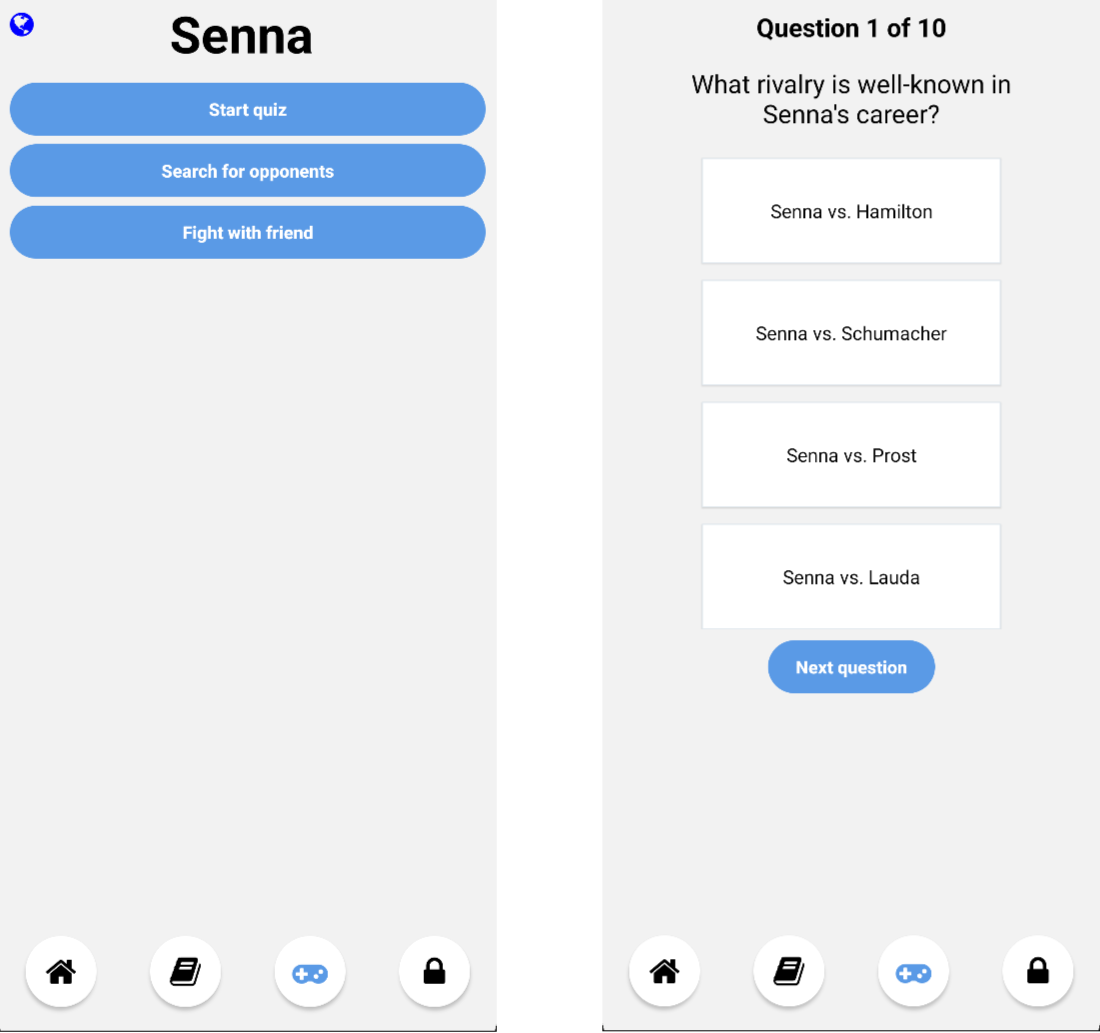 Senna
Start quiz
Search for opponents
Fight with friend
Question 1 of 10
What rivalry is well-known in
Senna's career?
Senna vs. Hamilton
Senna vs. Schumacher
Senna vs. Prost
Senna vs. Lauda
Next question